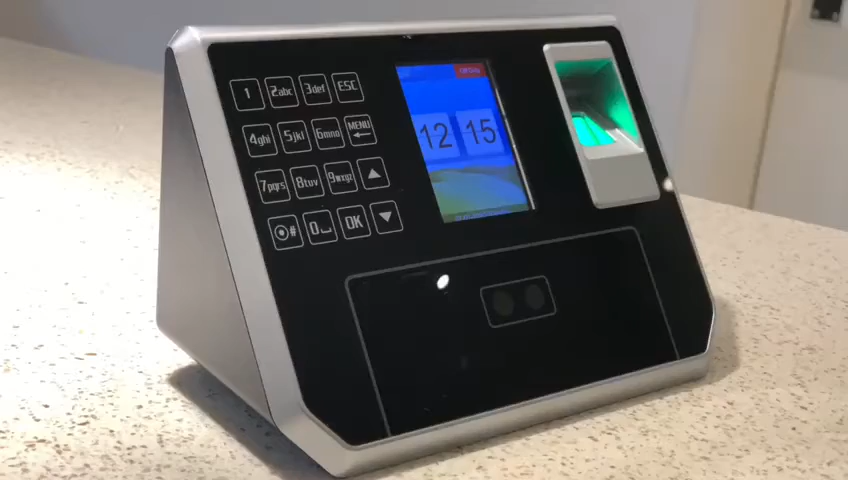 1 2abc 3def ESC
4ghi 5jkl 6mno MENU
7pqrs 8tuv 9wxyz
# 0 OK
12 15